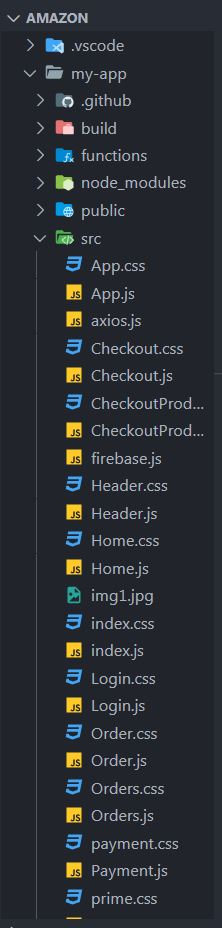 AMAZON
.vscode
my-app
.github
build
functions
node_modules
public
src
App.css
App.js
axios.js
Checkout.css
Checkout.js
CheckoutProd...
CheckoutProd...
firebase.js
Header.css
Header.js
Home.css
Home.js
img1.jpg
index.css
index.js
Login.css
Login.js
Order.css
Order.js
Orders.css
Orders.js
payment.css
Payment.js
prime.css